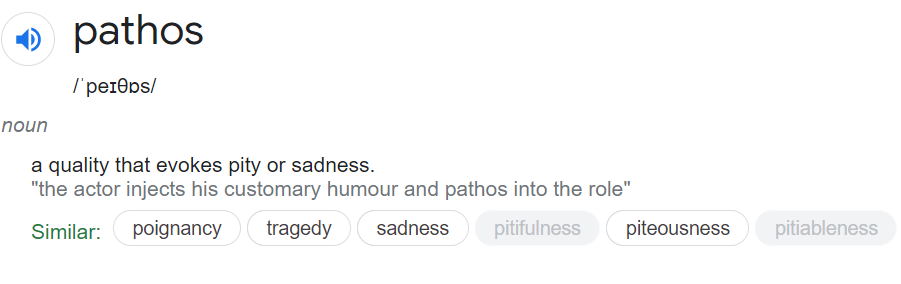 pathos
/ˈpeɪθɒs/
noun
a quality that evokes pity or sadness.
"the actor injects his customary humour and pathos into the role"
Similar: poignancy tragedy sadness pitifulness piteousness pitiableness